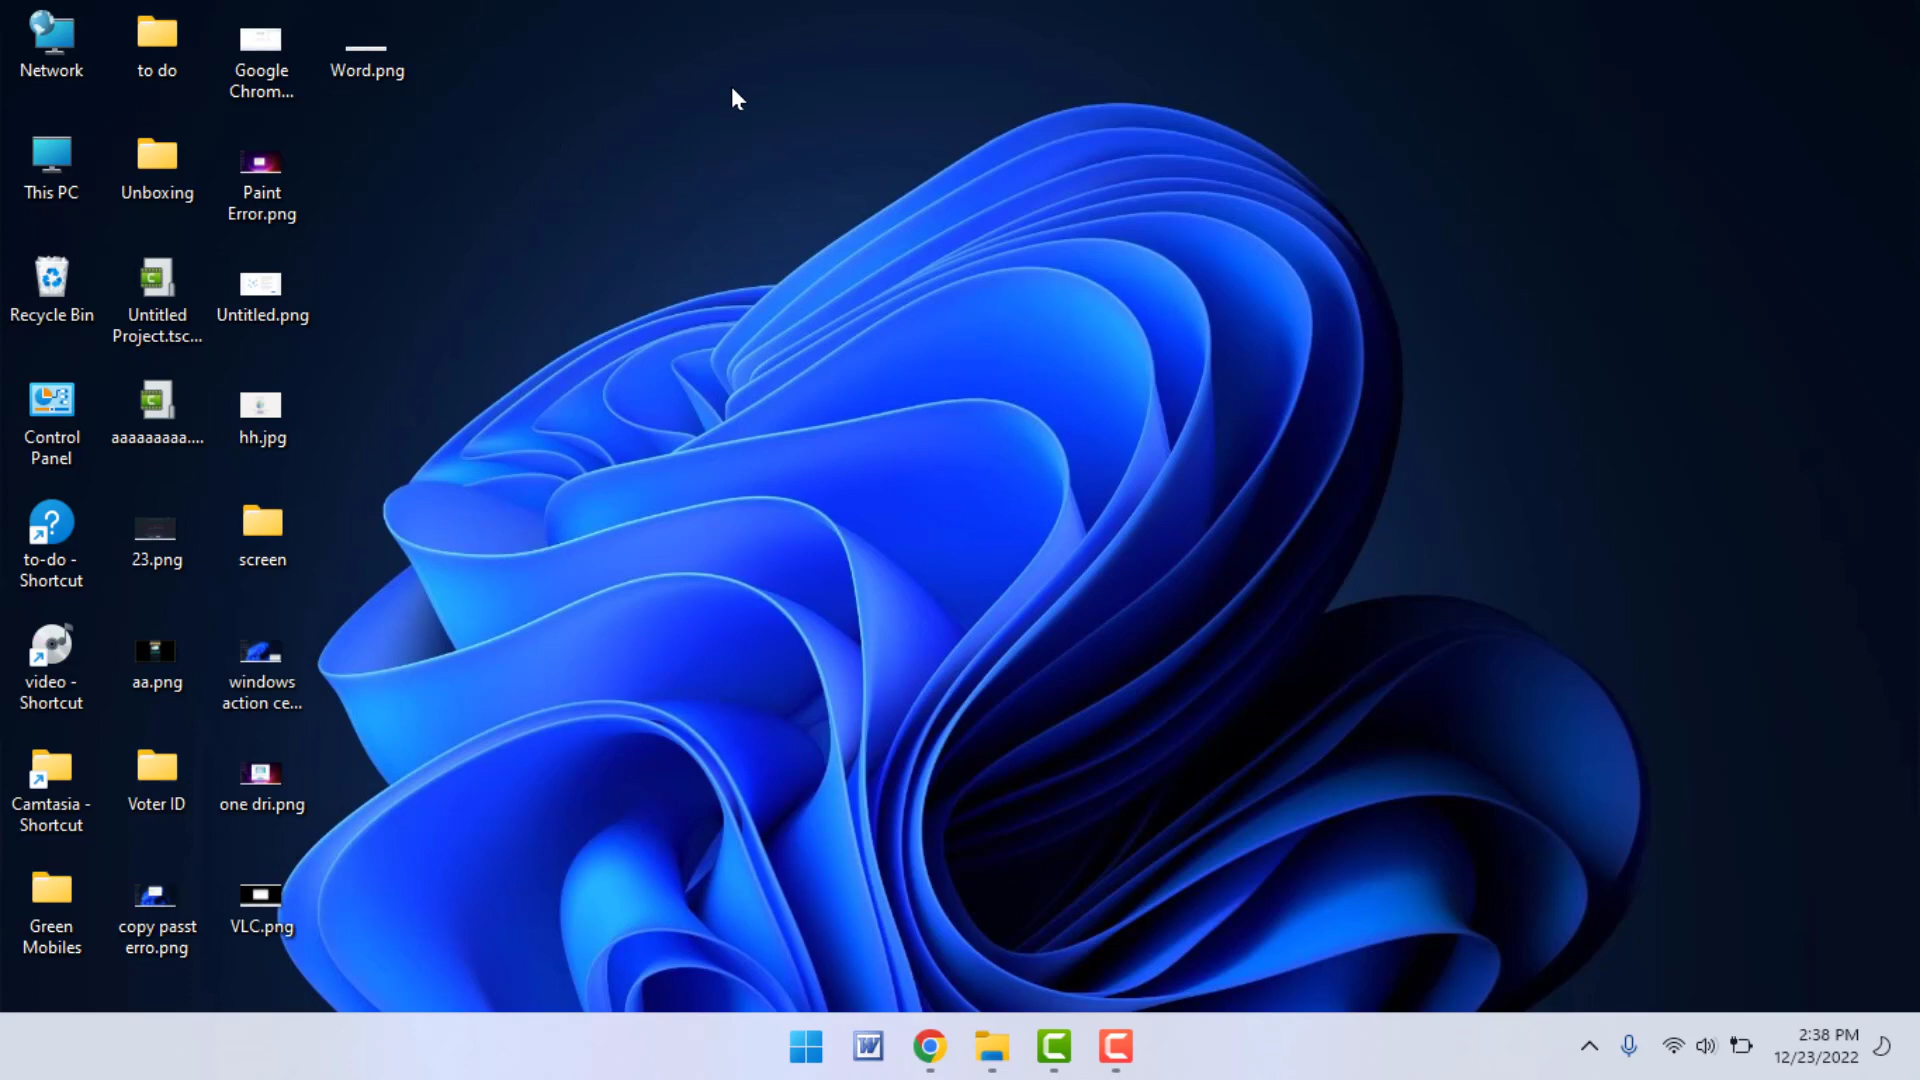 Network
to do
Google
Chrom...
Word.png
This PC
Unboxing
Paint
Error.png
Recycle Bin
Untitled
Project.tsc...
Untitled.png
Control
Panel
aaaaaaaaa....
hh.jpg
to-do -
Shortcut
23.png
screen
video -
Shortcut
aa.png
windows
action ce...
Camtasia -
Shortcut
Voter ID
one dri.png
Green
Mobiles
copy passt
erro.png
VLC.png
2:38 PM
12/23/2022